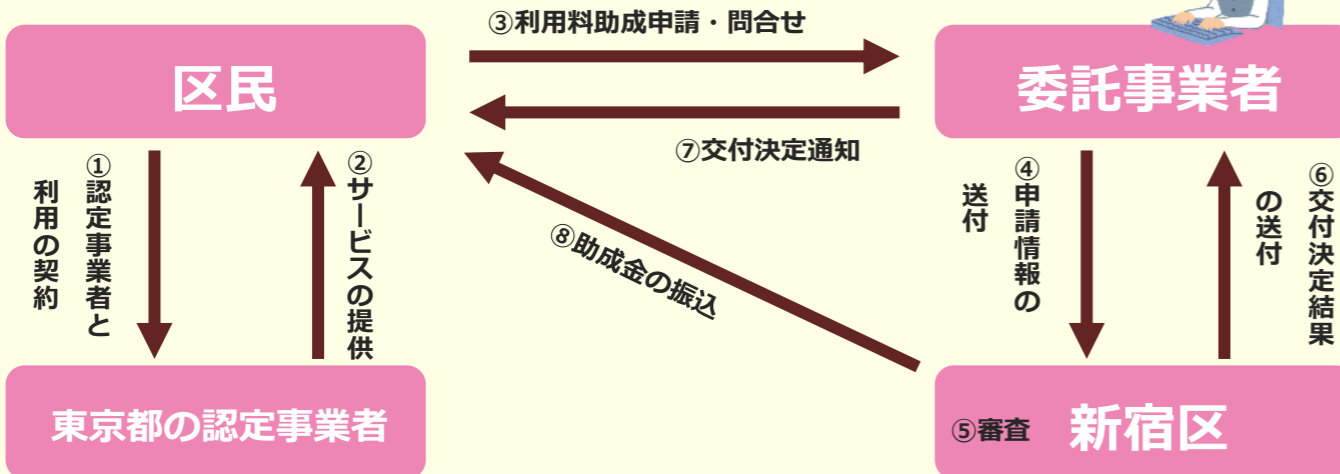 ③利用料助成申請・問合せ
区民
委託事業者
⑦交付決定通知
①認定事業者と
利用の契約
②サービスの提供
④申請情報の
送付
⑥交付決定結果
の送付
⑧助成金の振込
東京都の認定事業者
⑤審査
新宿区